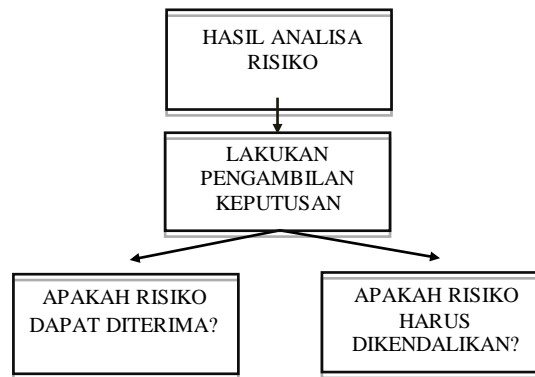 HASIL ANALISA
RISIKO
LAKUKAN
PENGAMBILAN
KEPUTUSAN
APAKAH RISIKO
DAPAT DITERIMA?
APAKAH RISIKO
HARUS
DIKENDALIKAN?